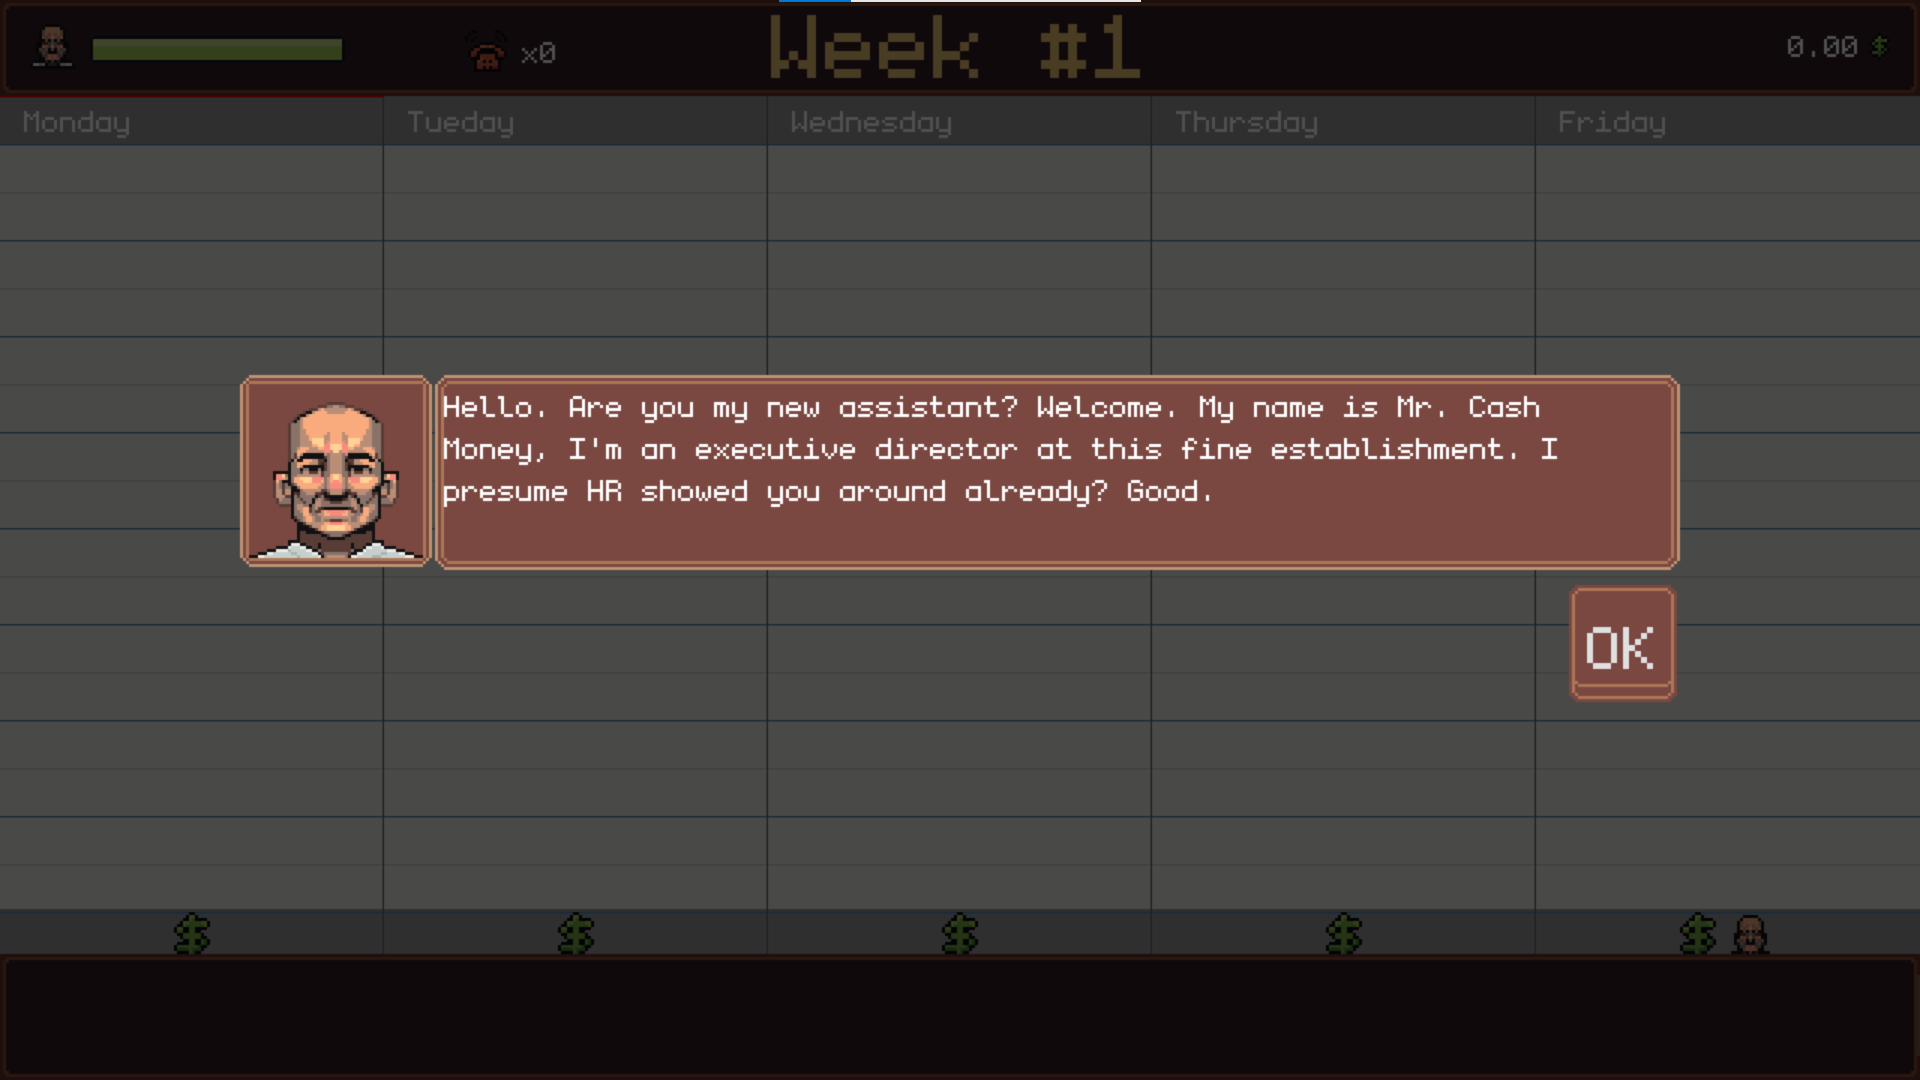 x0
Week #1
0.00 $
Monday
Tueday
Wednesday
Thursday
Friday
Hello. Are you my new assistant? Welcome. My name is Mr. Cash
Money, I'm an executive director at this fine establishment. I
presume HR showed you around already? Good.
OK
$
$
$
$
$